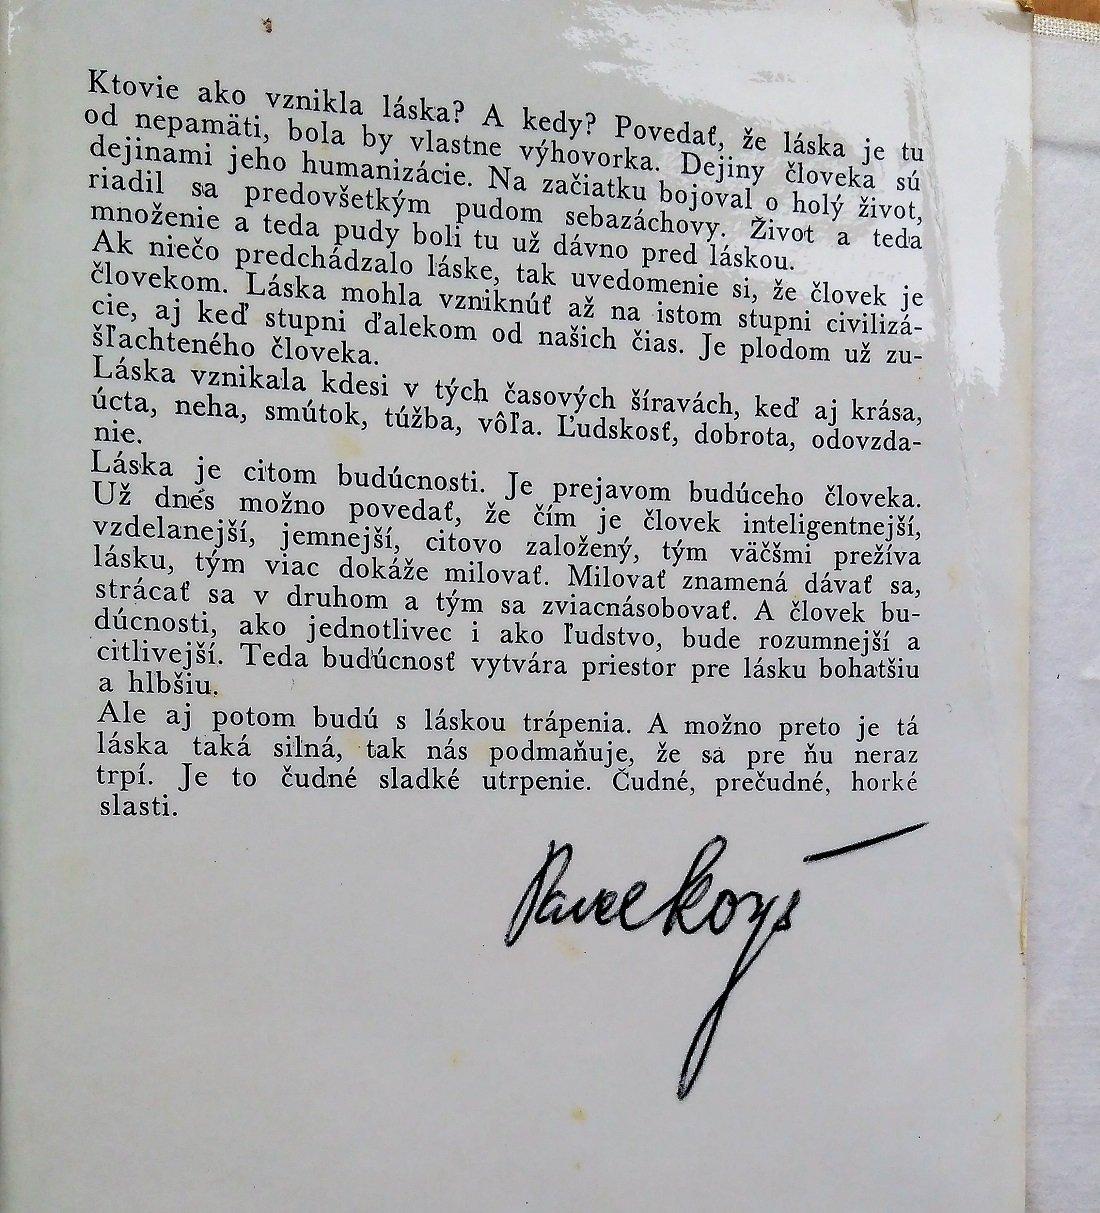 Ktovie ako vznikla láska? A kedy? Povedať, že láska je tu
od nepamäti, bola by vlastne výhovorka. Dejiny človeka sú
dejinami jeho humanizácie. Na začiatku bojoval o holý život,
riadil sa predovšetkým pudom sebazáchovy. Život a teda
množenie a teda pudy boli tu už dávno pred láskou.
Ak niečo predchádzalo láske, tak uvedomenie si, že človek je
človekom. Láska mohla vzniknúť až na istom stupni civilizá-
cie, aj keď stupni ďalekom od našich čias. Je plodom už zu-
šľachteného človeka.
Láska vznikala kdesi v tých časových šíravách, keď aj krása,
úcta, neha, smútok, túžba, vôľa. Ľudskosť, dobrota, odovzda-
nie.
Láska je citom budúcnosti. Je prejavom budúceho človeka.
Už dnes možno povedať, že čím je človek inteligentnejší,
vzdelanejší, jemnejší, citovo založený, tým väčšmi prežíva
lásku, tým viac dokáže milovať. Milovať znamená dávať sa,
strácať sa v druhom a tým sa zviacnásobovať. A človek bu-
dúcnosti, ako jednotlivec i ako ľudstvo, bude rozumnejší a
citlivejší. Teda budúcnosť vytvára priestor pre lásku bohatšiu
a hlbšiu.
Ale aj potom budú s láskou trápenia. A možno preto je tá
láska taká silná, tak nás podmaňuje, že sa pre ňu neraz
trpí. Je to čudné sladké utrpenie. Čudné, prečudné, horké
slasti.
Pavel Koyš